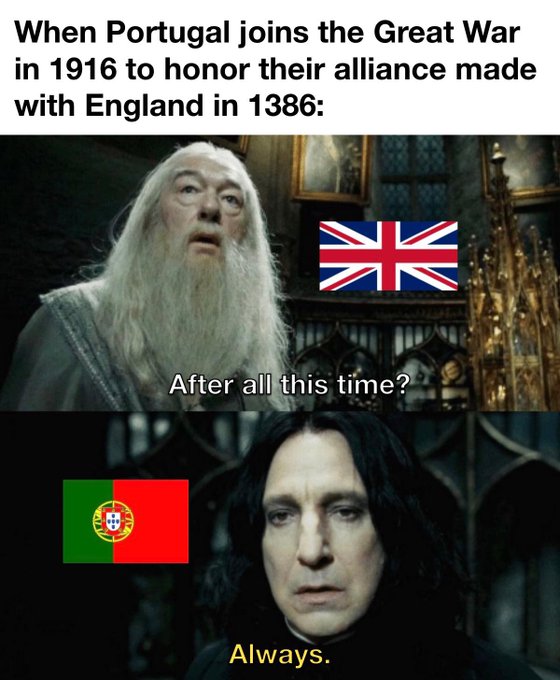 When Portugal joins the Great War
in 1916 to honor their alliance made
with England in 1386:
After all this time?
Always.